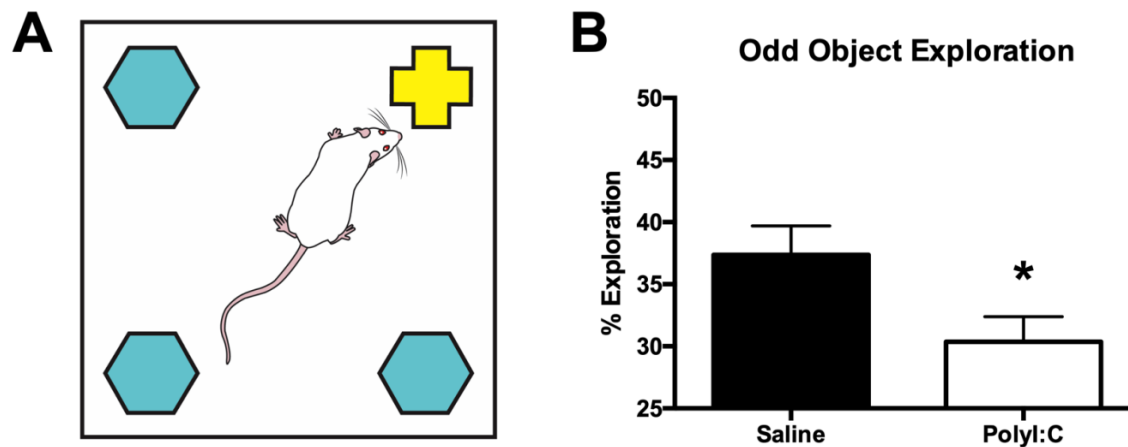 A
B
Odd Object Exploration
% Exploration
50
45
40
35
30
25
*
Saline
PolyI:C